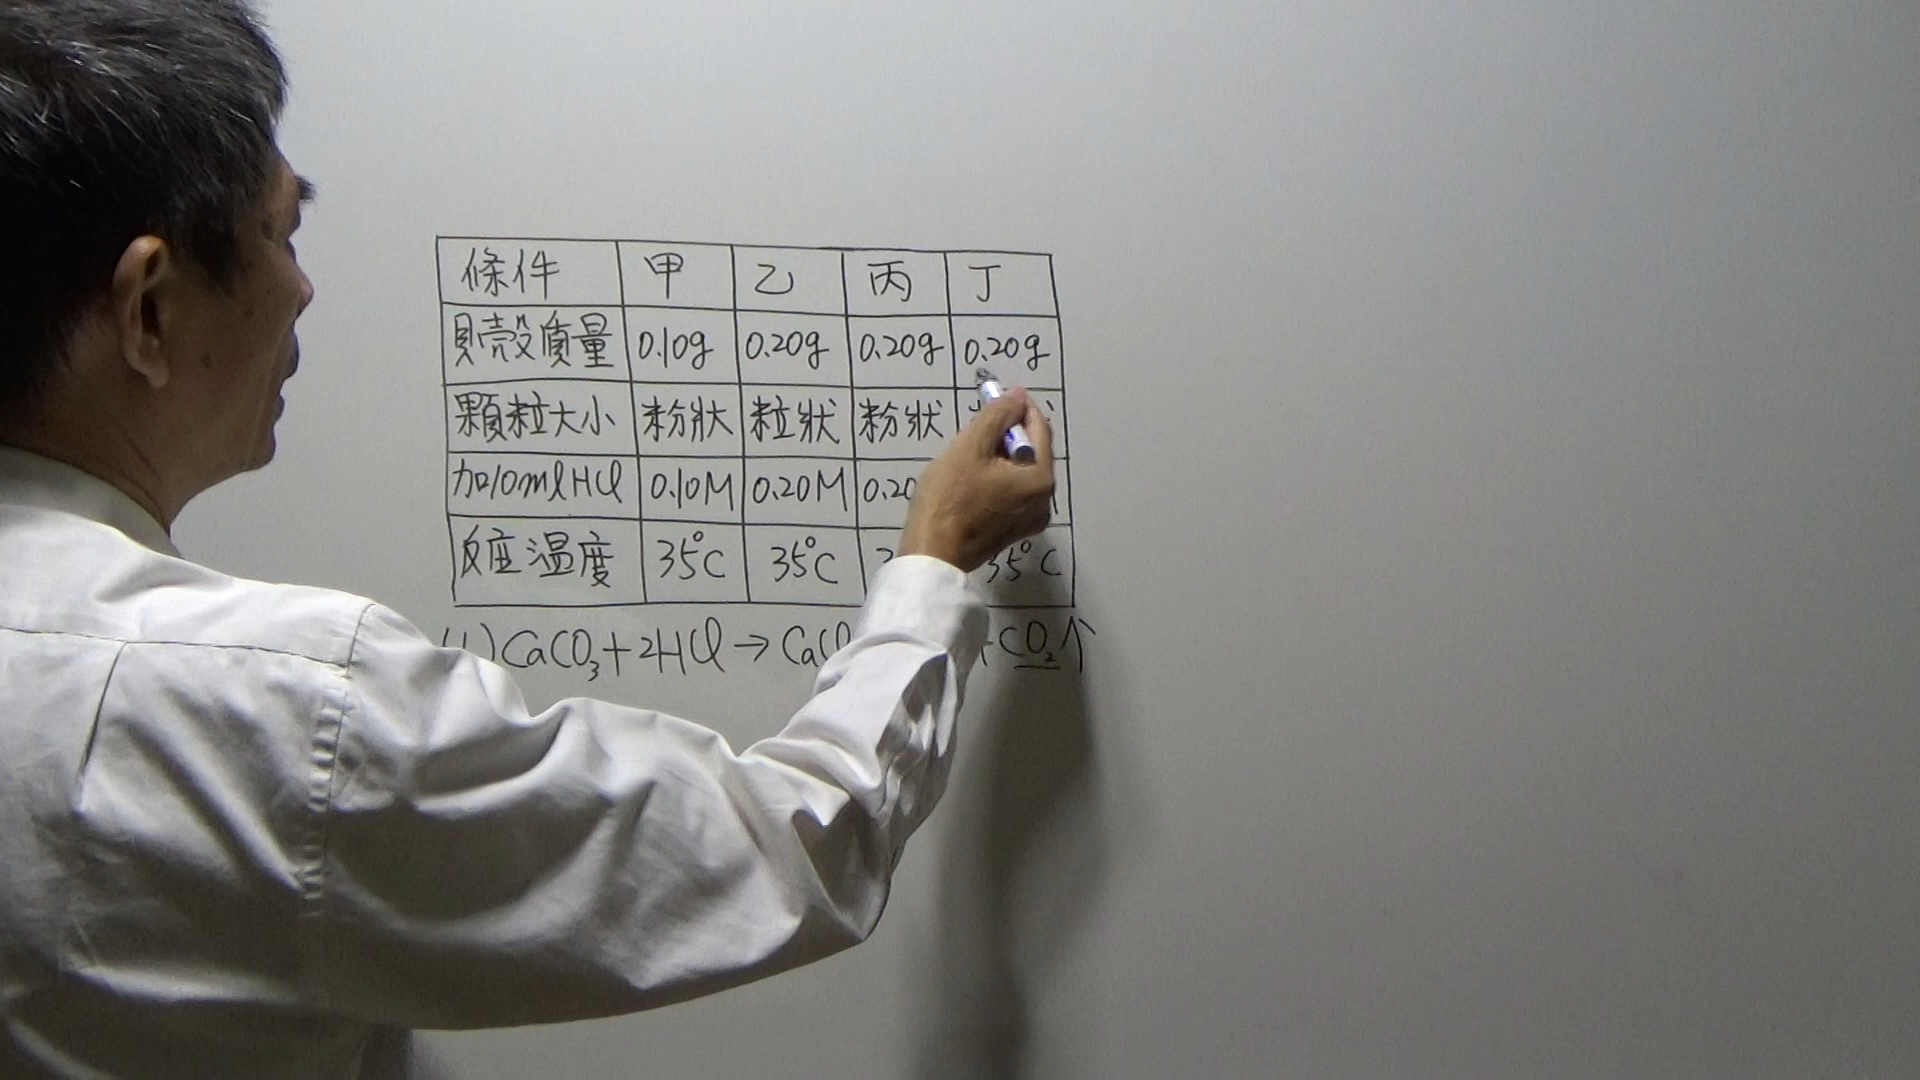 條件 甲 乙 丙 丁
貝殼質量 0.10g 0.20g 0.20g 0.20g
顆粒大小 粉狀 粒狀 粉狀
加10mlHCl 0.10M 0.20M 0.20
反应溫度 35°C 35°C 35°C
(1) CaCO₃+2HCl→CaCl +CO₂↑